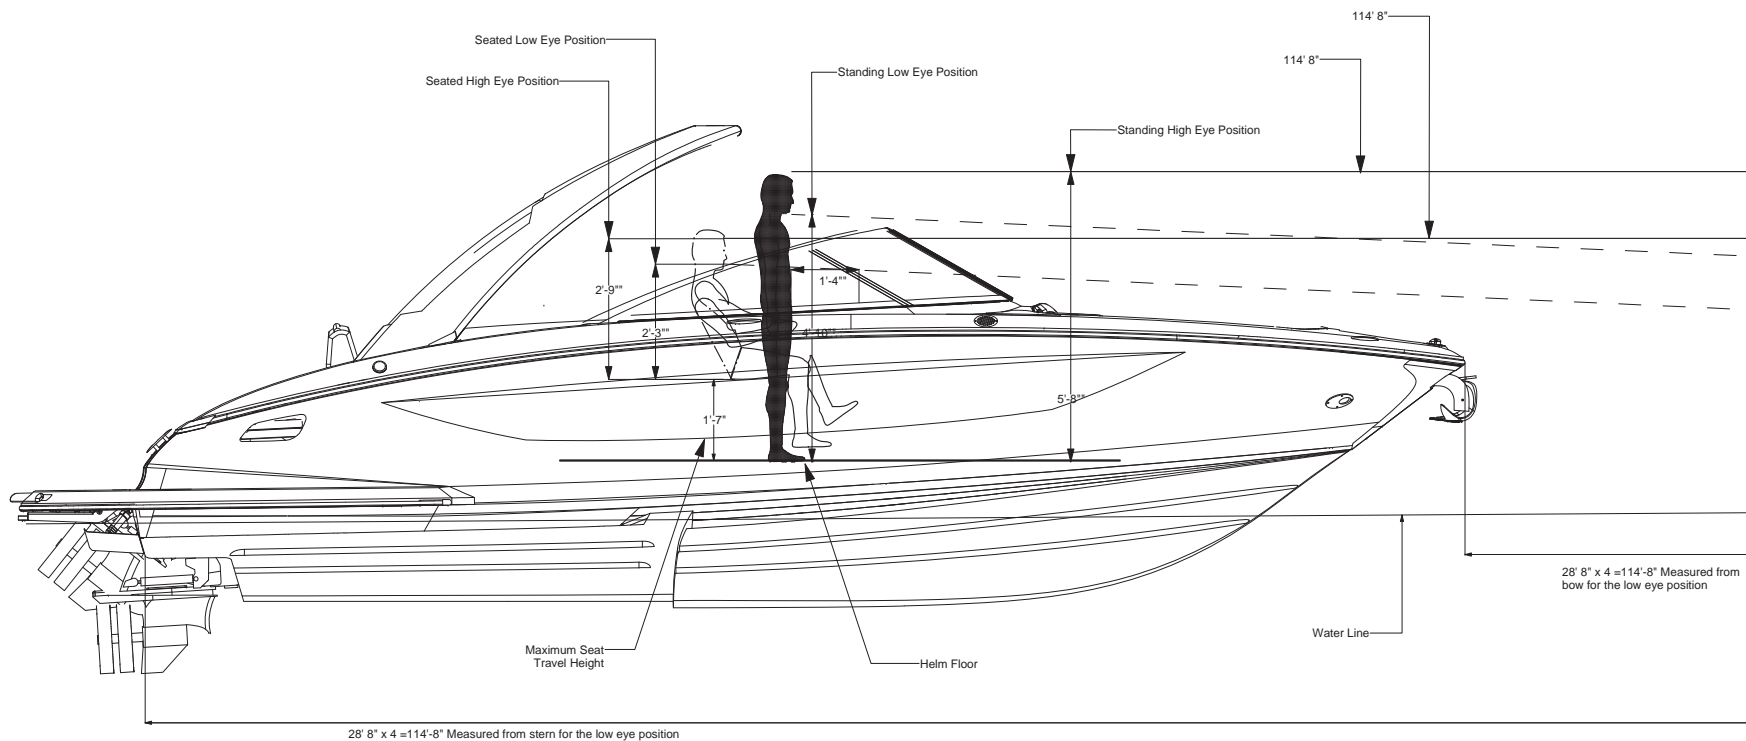 114' 8"
Seated Low Eye Position
114' 8"
Standing Low Eye Position
Seated High Eye Position
Standing High Eye Position
2'-9""
1'-4""
2'-3""
4'-10""
5'-8""
1'-7"
28' 8" x 4 =114'-8" Measured from
bow for the low eye position
Water Line
Maximum Seat
Travel Height
Helm Floor
28' 8" x 4 =114'-8" Measured from stern for the low eye position